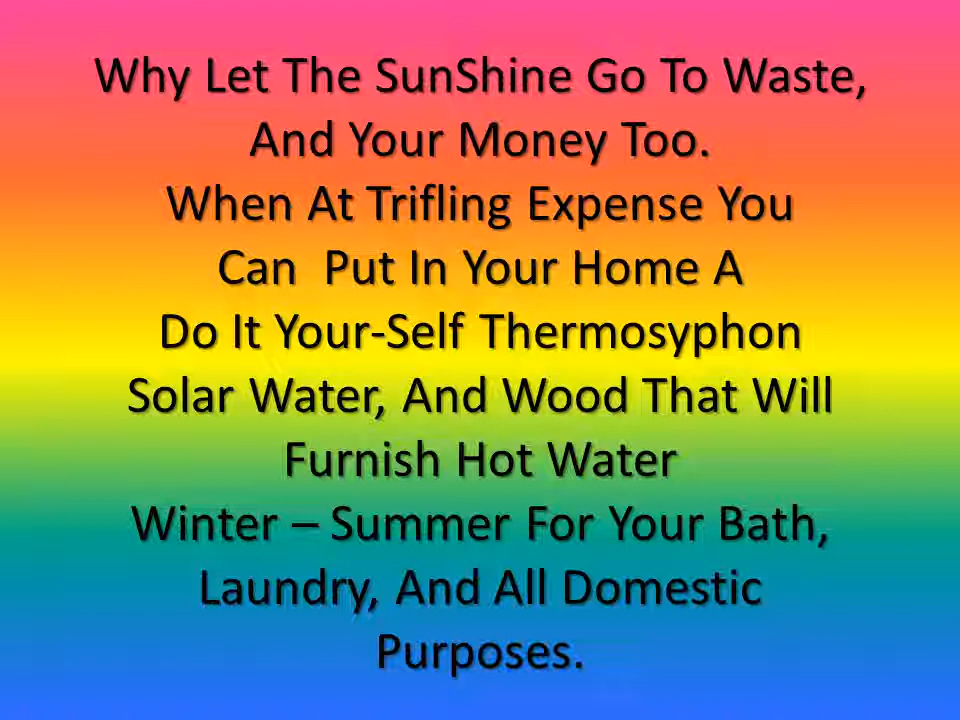 Why Let The SunShine Go To Waste,
And Your Money Too.
When At Trifling Expense You
Can  Put In Your Home A
Do It Your-Self Thermosyphon
Solar Water, And Wood That Will
Furnish Hot Water
Winter – Summer For Your Bath,
Laundry, And All Domestic
Purposes.